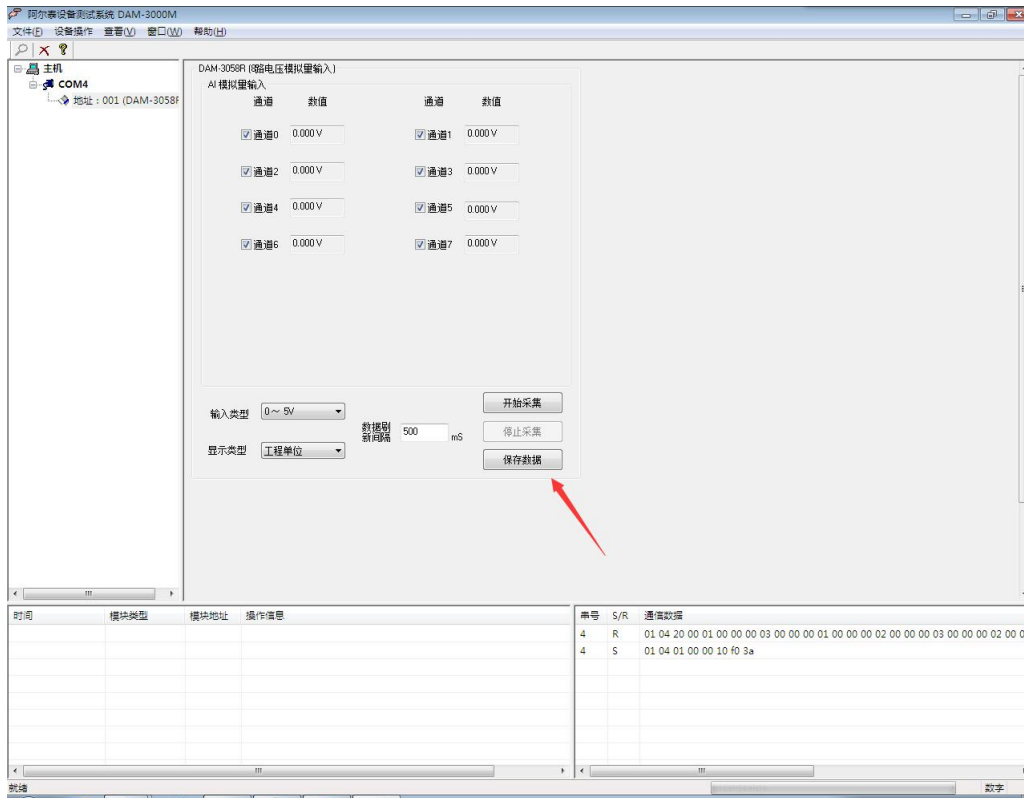 阿尔泰设备测试系统 DAM-3000M
文件(F) 设备操作 查看(V) 窗口(W) 帮助(H)
主机
COM4
地址：001 (DAM-3058F
DAM-3058R (8路电压模拟量输入)
AI 模拟量输入
通道 数值 通道 数值
通道0 0.000 V 通道1 0.000 V
通道2 0.000 V 通道3 0.000 V
通道4 0.000 V 通道5 0.000 V
通道6 0.000 V 通道7 0.000 V
输入类型 0～ 5V
显示类型 工程单位
数据刷
新间隔 500 mS
开始采集
停止采集
保存数据
时间 模块类型 模块地址 操作信息
串号 S/R 通信数据
4 R 01 04 20 00 01 00 00 00 03 00 00 00 01 00 00 00 02 00 00 00 03 00 00 00 02 00 0
4 S 01 04 01 00 00 10 f0 3a
就绪 数字